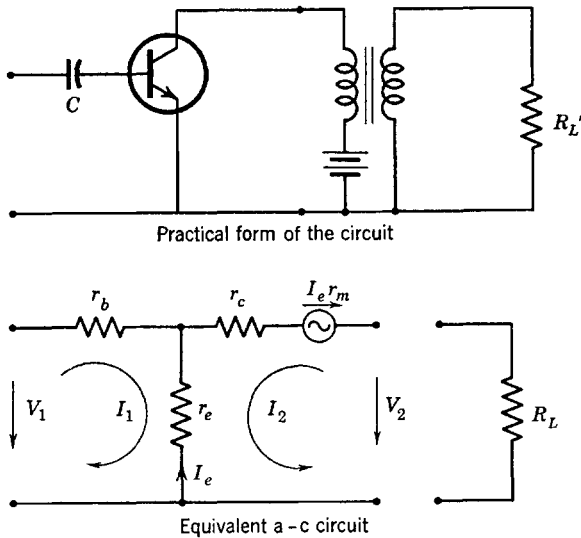 C
R_L'
Practical form of the circuit
r_b
r_c
I_e r_m
V_1
I_1
r_e
I_2
V_2
R_L
I_e
Equivalent a-c circuit